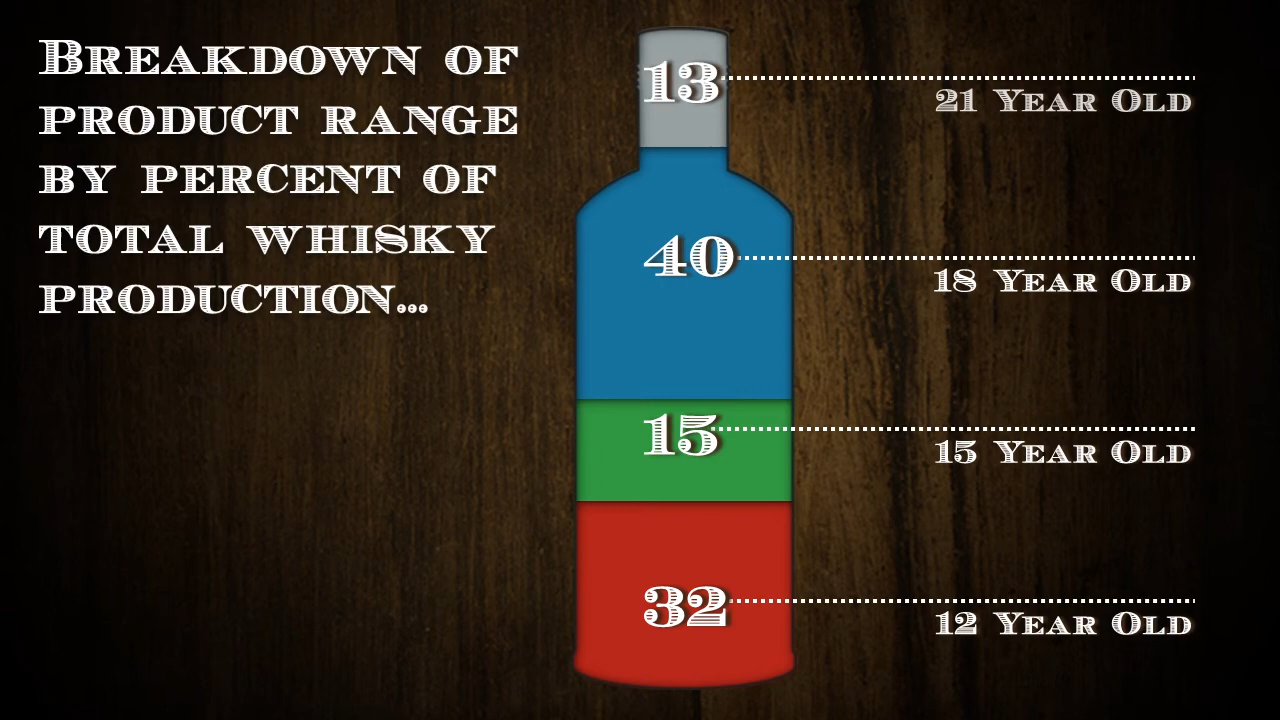 Breakdown of
product range
by percent of
total whisky
production...
13
21 Year Old
40
18 Year Old
15
15 Year Old
32
12 Year Old